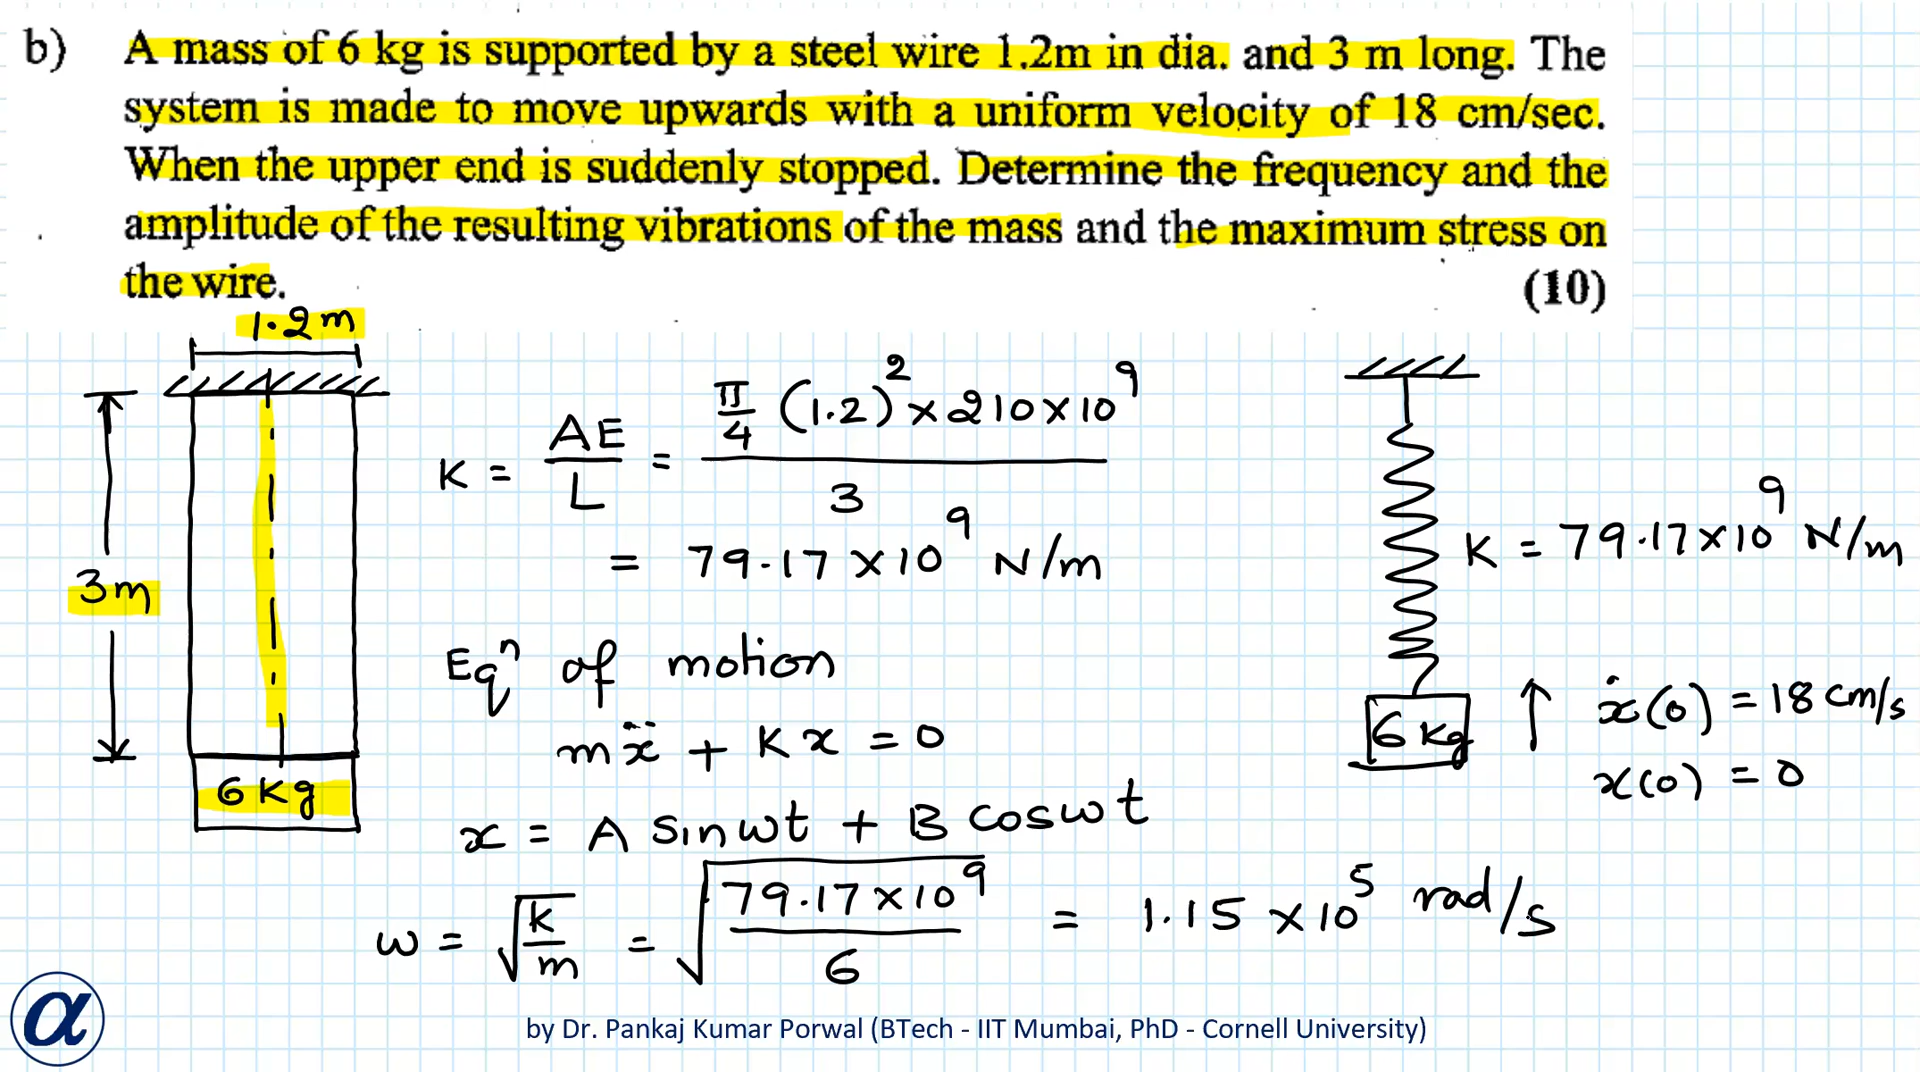 b) A mass of 6 kg is supported by a steel wire 1.2m in dia. and 3 m long. The
system is made to move upwards with a uniform velocity of 18 cm/sec.
When the upper end is suddenly stopped. Determine the frequency and the
amplitude of the resulting vibrations of the mass and the maximum stress on
the wire. (10)
1.2 m
3m
6 Kg
K = AE/L = π/4 (1.2)² × 210 × 10⁹ / 3
= 79.17 × 10⁹ N/m
Eqⁿ of motion
mẍ + Kx = 0
x = A sinωt + B cosωt
ω = √(k/m) = √(79.17 × 10⁹ / 6) = 1.15 × 10⁵ rad/s
K = 79.17 × 10⁹ N/m
6 Kg
ẋ(0) = 18 cm/s
x(0) = 0
α
by Dr. Pankaj Kumar Porwal (BTech - IIT Mumbai, PhD - Cornell University)